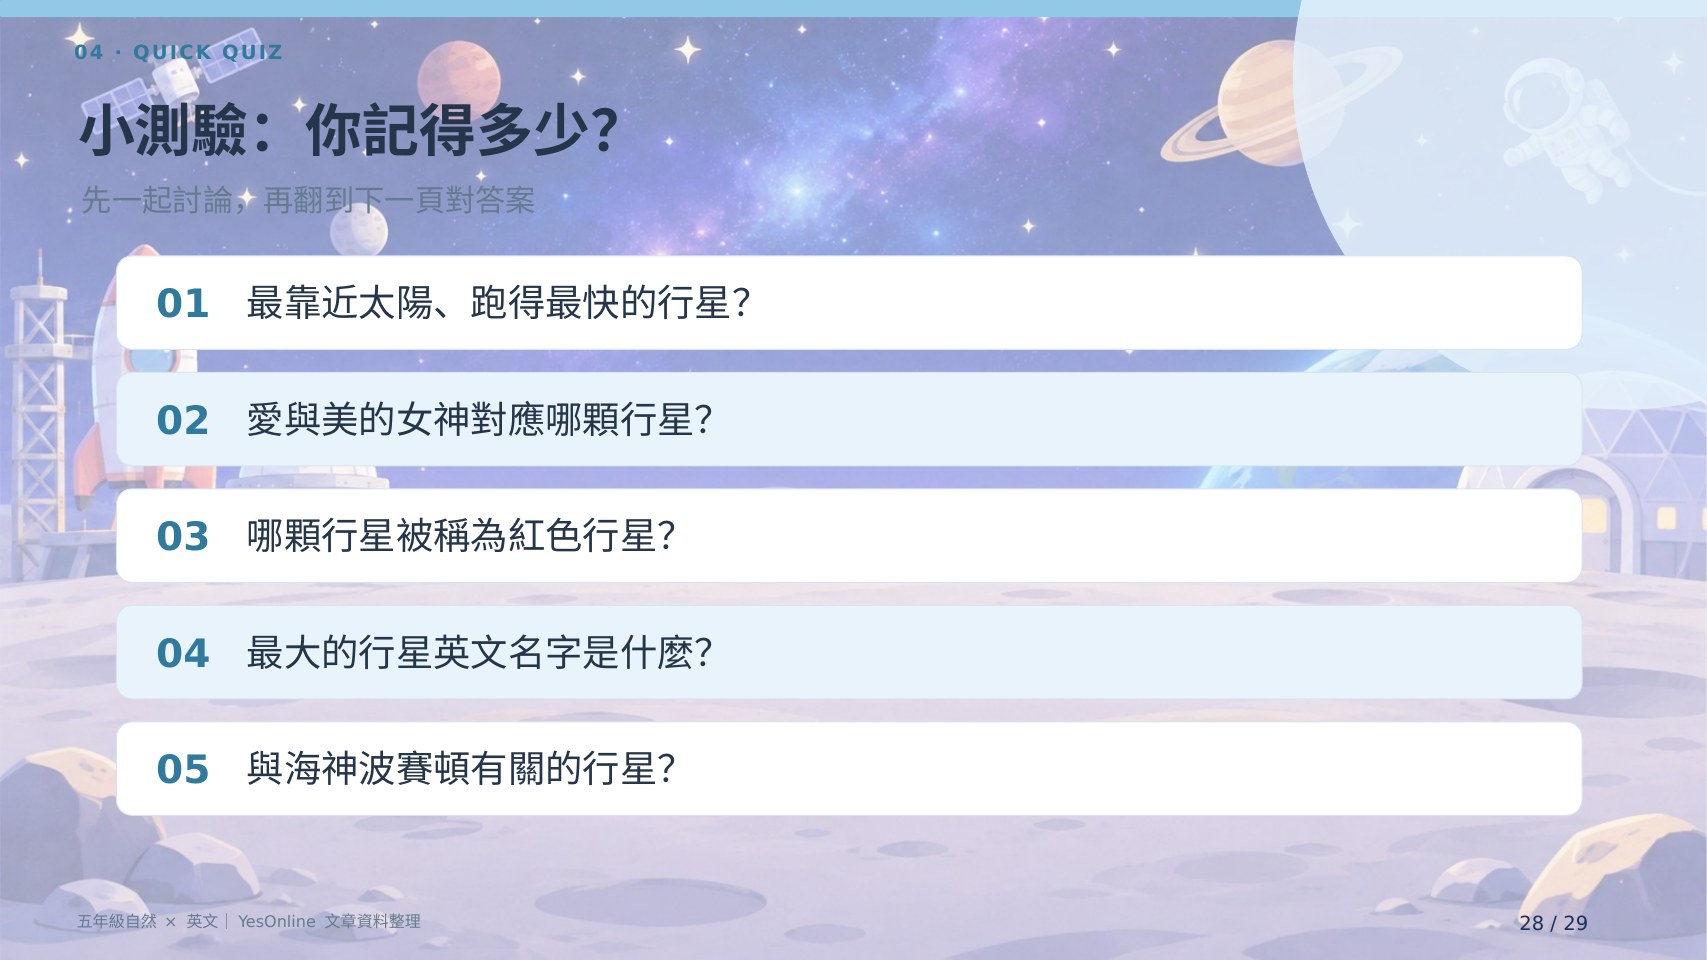 04 · QUICK QUIZ
小測驗：你記得多少？
先一起討論，再翻到下一頁對答案
01 最靠近太陽、跑得最快的行星？
02 愛與美的女神對應哪顆行星？
03 哪顆行星被稱為紅色行星？
04 最大的行星英文名字是什麼？
05 與海神波賽頓有關的行星？
五年級自然 × 英文｜YesOnline 文章資料整理
28 / 29